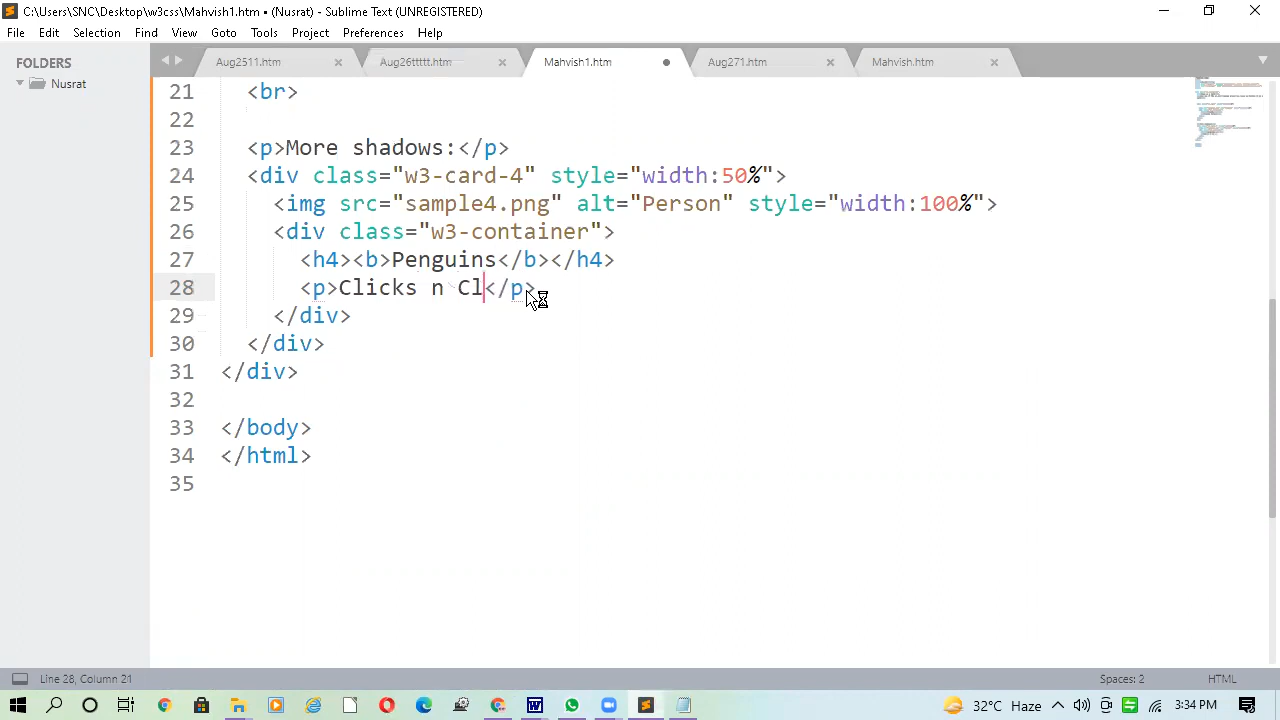 C:\Users\SNC\Desktop\w3css\Mahvish1.htm • (Nusrat) - Sublime Text (UNREGISTERED)
File Edit Selection Find View Goto Tools Project Preferences Help
FOLDERS
Nusrat
Aug2511.htm Aug26ttttt.htm Mahvish1.htm Aug271.htm Mahvish.htm
21 <br>
22
23 <p>More shadows:</p>
24 <div class="w3-card-4" style="width:50%">
25 <img src="sample4.png" alt="Person" style="width:100%">
26 <div class="w3-container">
27 <h4><b>Penguins</b></h4>
28 <p>Clicks n Cl</p>
29 </div>
30 </div>
31 </div>
32
33 </body>
34 </html>
35
Line 28, Column 21 Spaces: 2 HTML
32°C Haze 3:34 PM